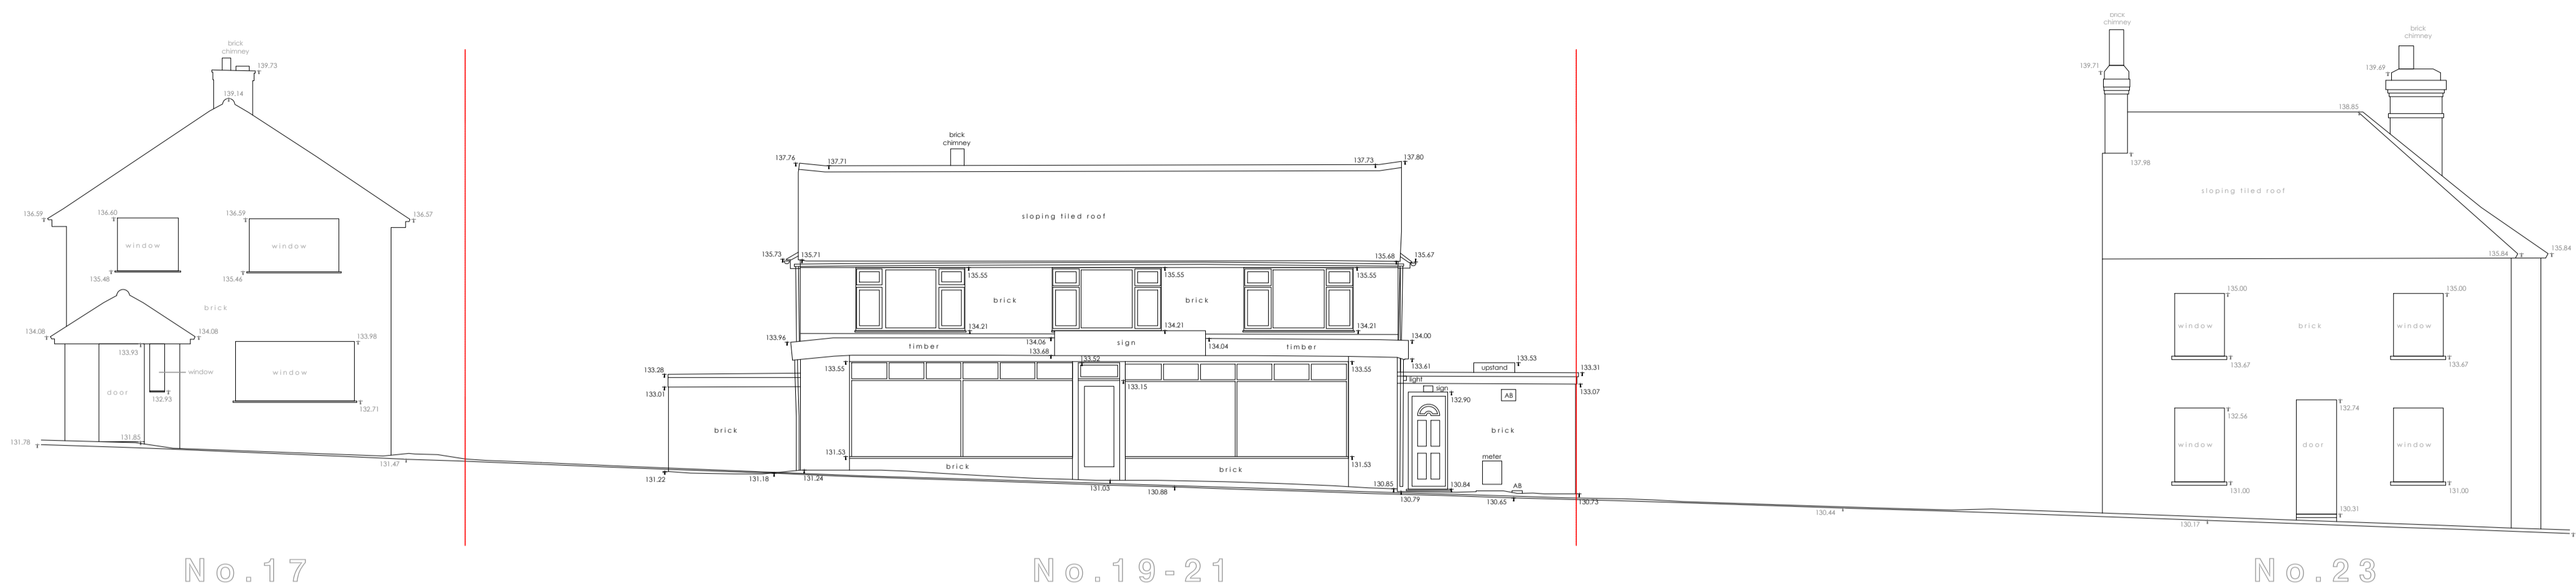 brick
chimney
139.73
139.14
136.59
136.60
136.59
136.57
window
window
135.48
135.46
brick
134.08
134.08
133.93
133.98
window
window
door
132.93
132.71
131.78
131.85
131.47
No.17
brick
chimney
137.76
137.71
137.73
137.80
sloping tiled roof
135.73
135.71
135.68
135.67
135.55
135.55
135.55
brick
brick
134.21
134.21
134.21
133.96
timber
134.06
sign
134.04
timber
134.00
133.68
133.52
133.55
133.55
133.61
133.53
upstand
133.31
133.28
133.15
light
133.01
sign
133.07
132.90
AB
brick
brick
131.53
131.53
meter
brick
brick
131.22
131.18
131.24
131.03
130.88
130.85
130.84
AB
130.79
130.65
130.73
No.19-21
brick
chimney
brick
chimney
139.71
139.69
138.85
137.98
sloping tiled roof
135.84
135.84
135.00
135.00
window
brick
window
133.67
133.67
132.56
132.74
window
door
window
131.00
131.00
130.31
130.44
130.17
No.23